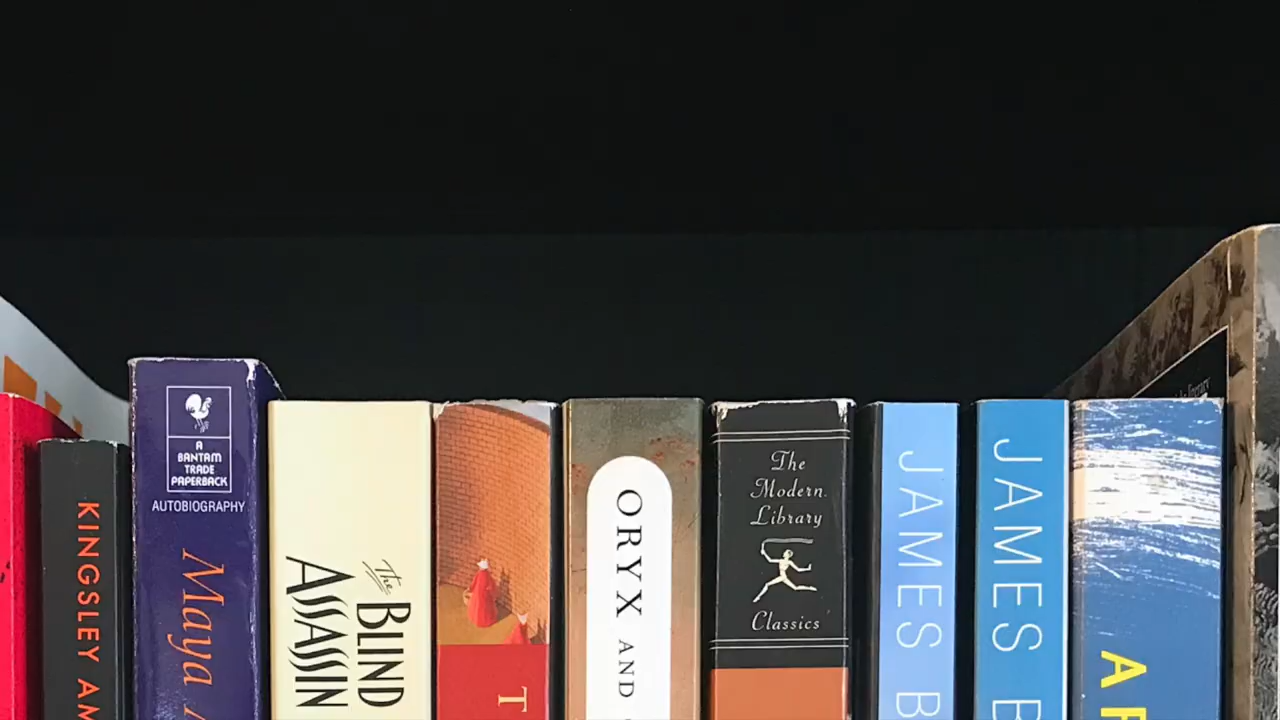 KINGSLEY AM
A
BANTAM
TRADE
PAPERBACK
AUTOBIOGRAPHY
Maya
The
BLIND
ASSASSIN
T
ORYX AND
The
Modern
Library
Classics
JAMES B
JAMES B
A F